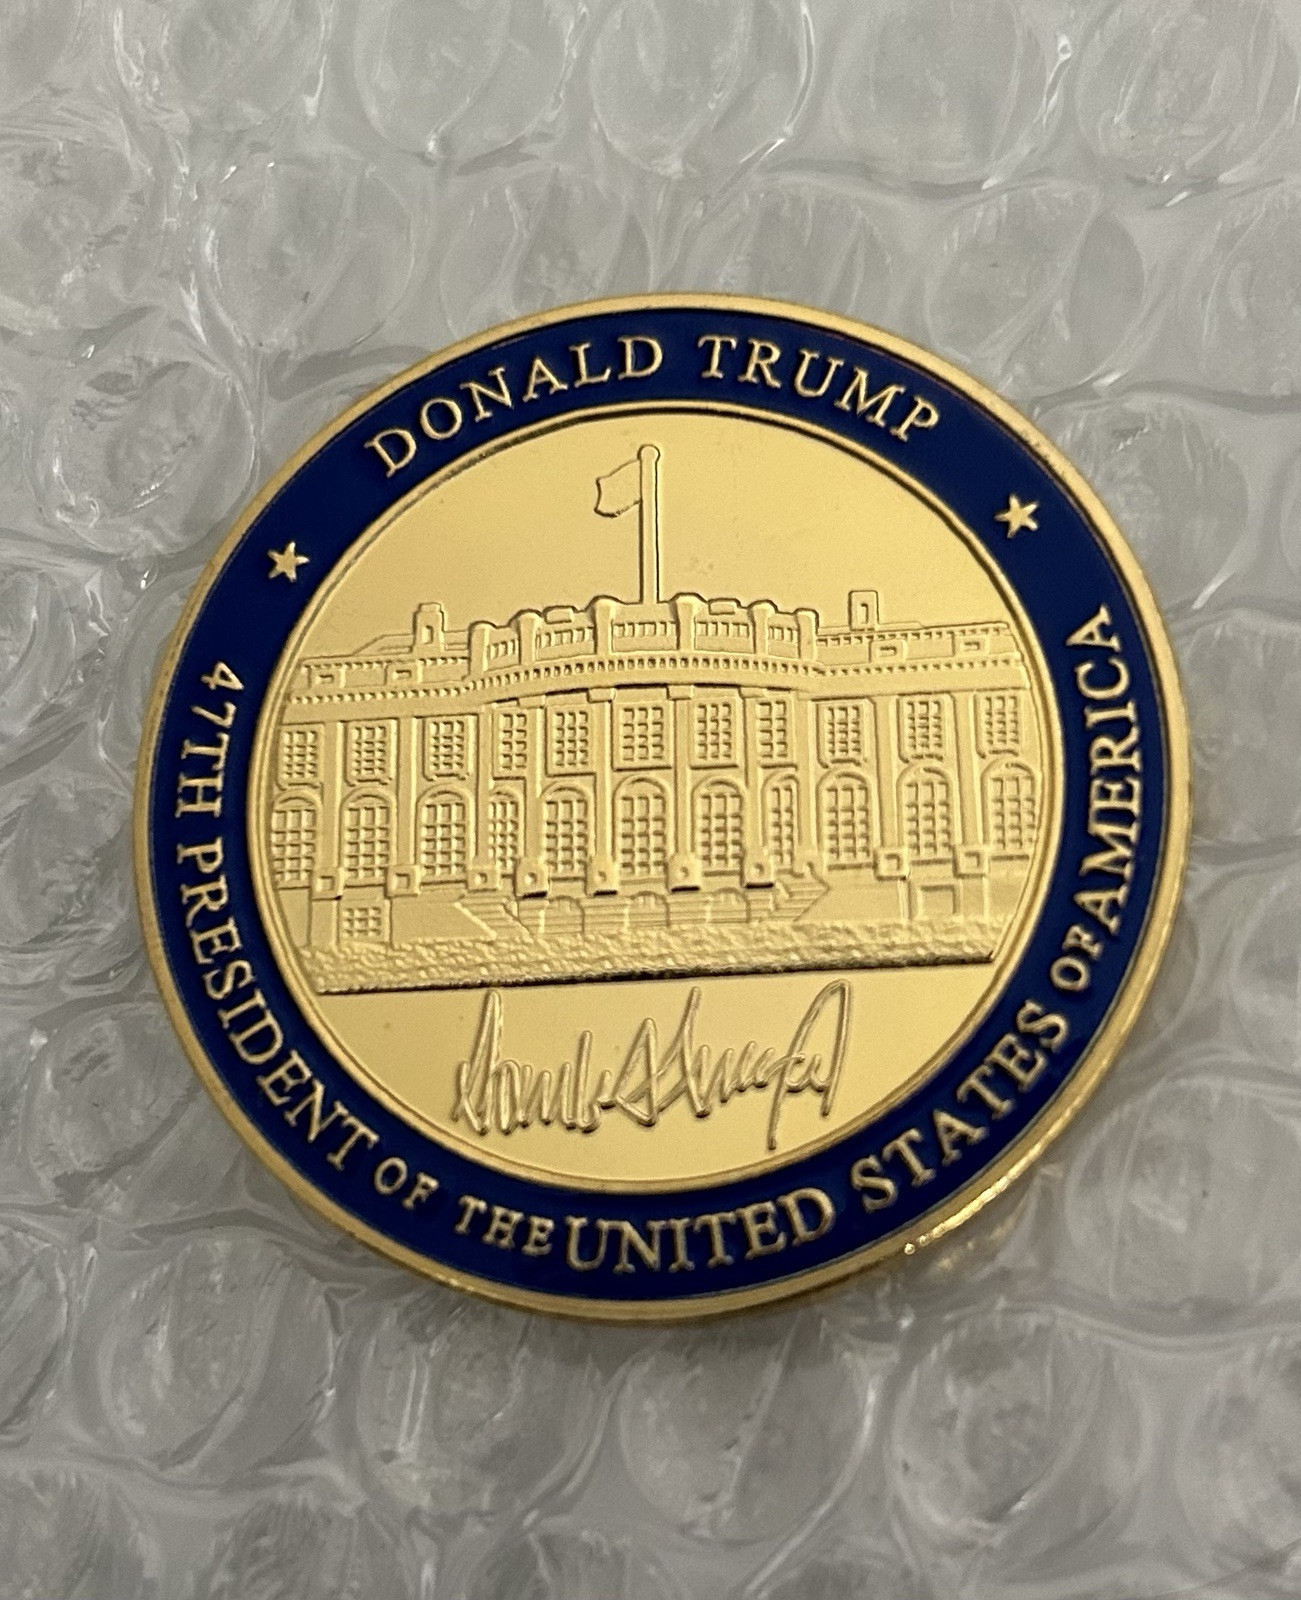 DONALD TRUMP
47TH PRESIDENT OF THE UNITED STATES OF AMERICA